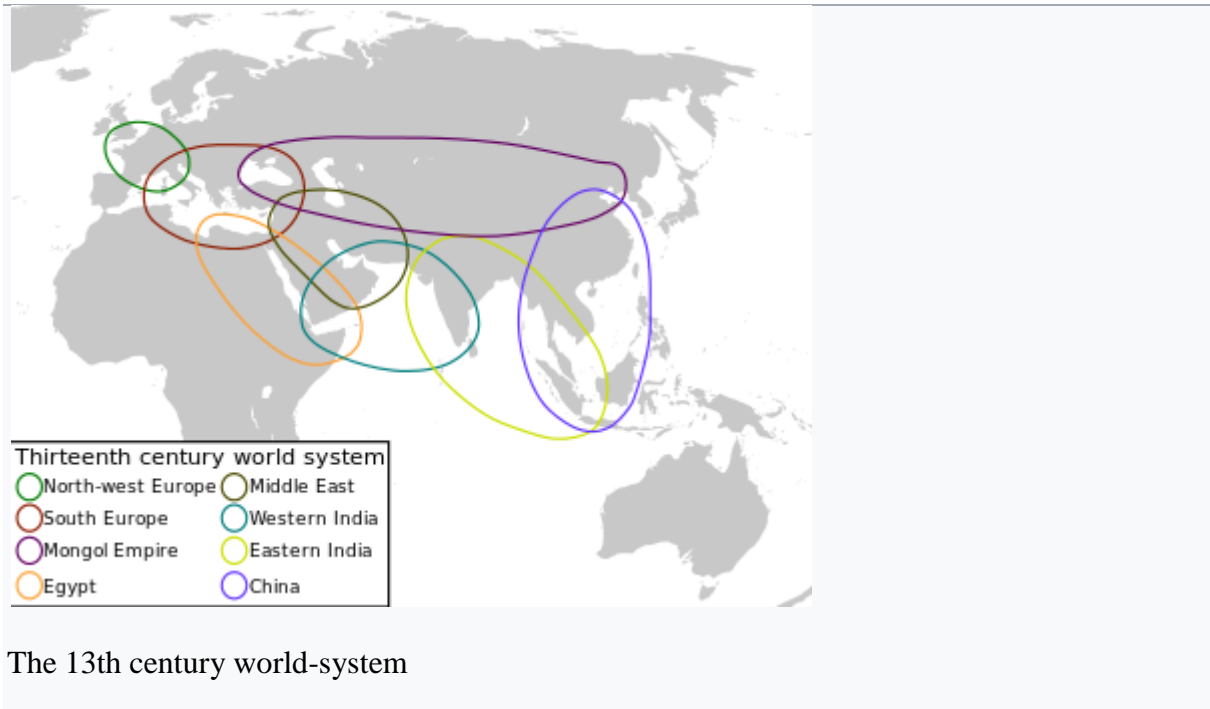 Thirteenth century world system
North-west Europe Middle East
South Europe Western India
Mongol Empire Eastern India
Egypt China
The 13th century world-system